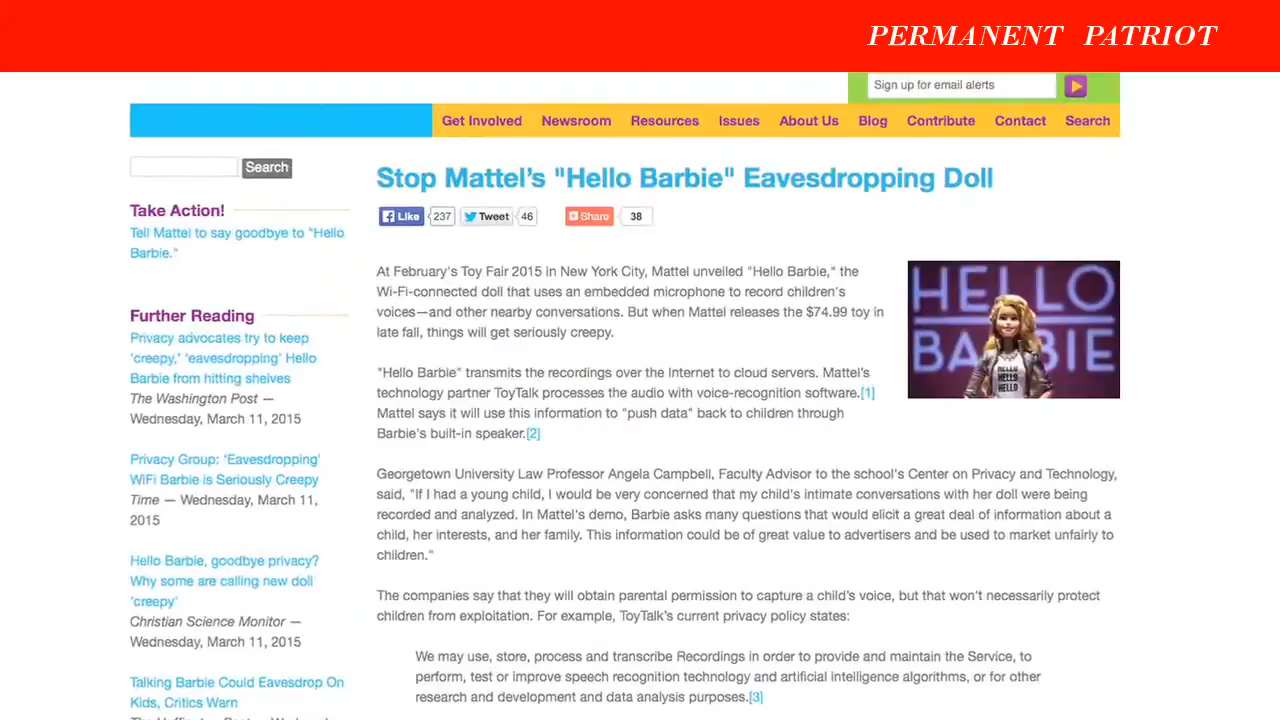 PERMANENT PATRIOT
Sign up for email alerts
Get Involved Newsroom Resources Issues About Us Blog Contribute Contact Search
Search
Take Action!
Tell Mattel to say goodbye to "Hello
Barbie."
Further Reading
Privacy advocates try to keep
'creepy,' 'eavesdropping' Hello
Barbie from hitting shelves
The Washington Post —
Wednesday, March 11, 2015
Privacy Group: 'Eavesdropping'
WiFi Barbie is Seriously Creepy
Time — Wednesday, March 11,
2015
Hello Barbie, goodbye privacy?
Why some are calling new doll
'creepy'
Christian Science Monitor —
Wednesday, March 11, 2015
Talking Barbie Could Eavesdrop On
Kids, Critics Warn
Stop Mattel's "Hello Barbie" Eavesdropping Doll
Like 237 Tweet 46 Share 38
At February's Toy Fair 2015 in New York City, Mattel unveiled "Hello Barbie," the
Wi-Fi-connected doll that uses an embedded microphone to record children's
voices—and other nearby conversations. But when Mattel releases the $74.99 toy in
late fall, things will get seriously creepy.
HELLO
BARBIE
HELLO
HELLO
HELLO
"Hello Barbie" transmits the recordings over the Internet to cloud servers. Mattel's
technology partner ToyTalk processes the audio with voice-recognition software.[1]
Mattel says it will use this information to "push data" back to children through
Barbie's built-in speaker.[2]
Georgetown University Law Professor Angela Campbell, Faculty Advisor to the school's Center on Privacy and Technology,
said, "If I had a young child, I would be very concerned that my child's intimate conversations with her doll were being
recorded and analyzed. In Mattel's demo, Barbie asks many questions that would elicit a great deal of information about a
child, her interests, and her family. This information could be of great value to advertisers and be used to market unfairly to
children."
The companies say that they will obtain parental permission to capture a child's voice, but that won't necessarily protect
children from exploitation. For example, ToyTalk's current privacy policy states:
We may use, store, process and transcribe Recordings in order to provide and maintain the Service, to
perform, test or improve speech recognition technology and artificial intelligence algorithms, or for other
research and development and data analysis purposes.[3]